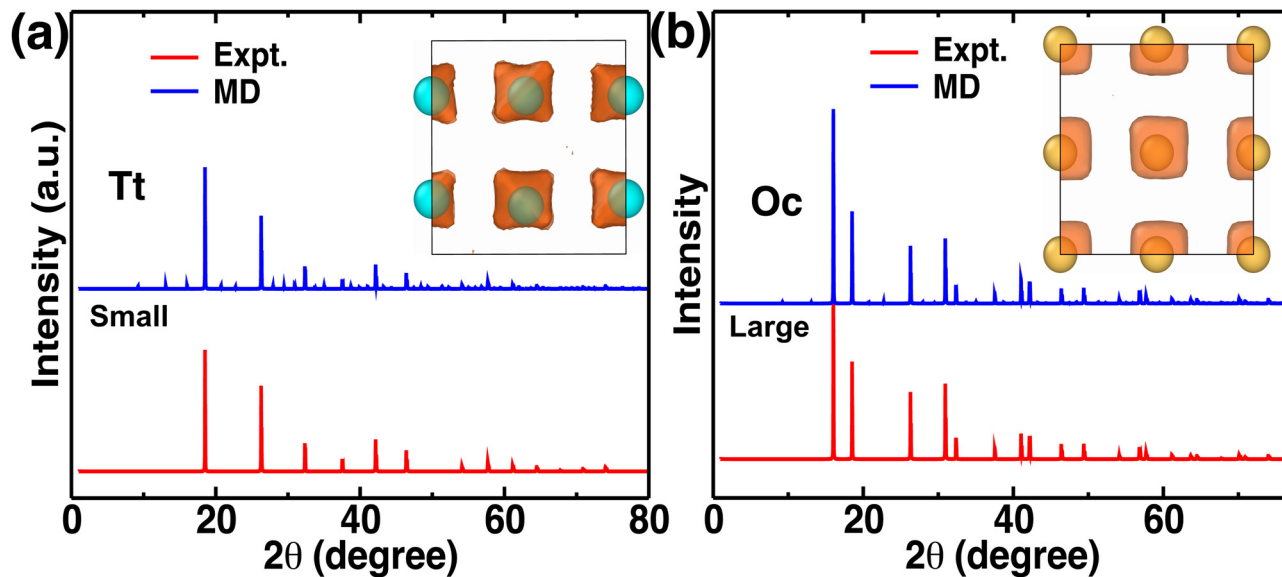 (a)
Expt.
MD
Tt
Small
Intensity (a.u.)
0 20 40 60 80
2θ (degree)
(b)
Expt.
MD
Oc
Large
Intensity
0 20 40 60
2θ (degree)